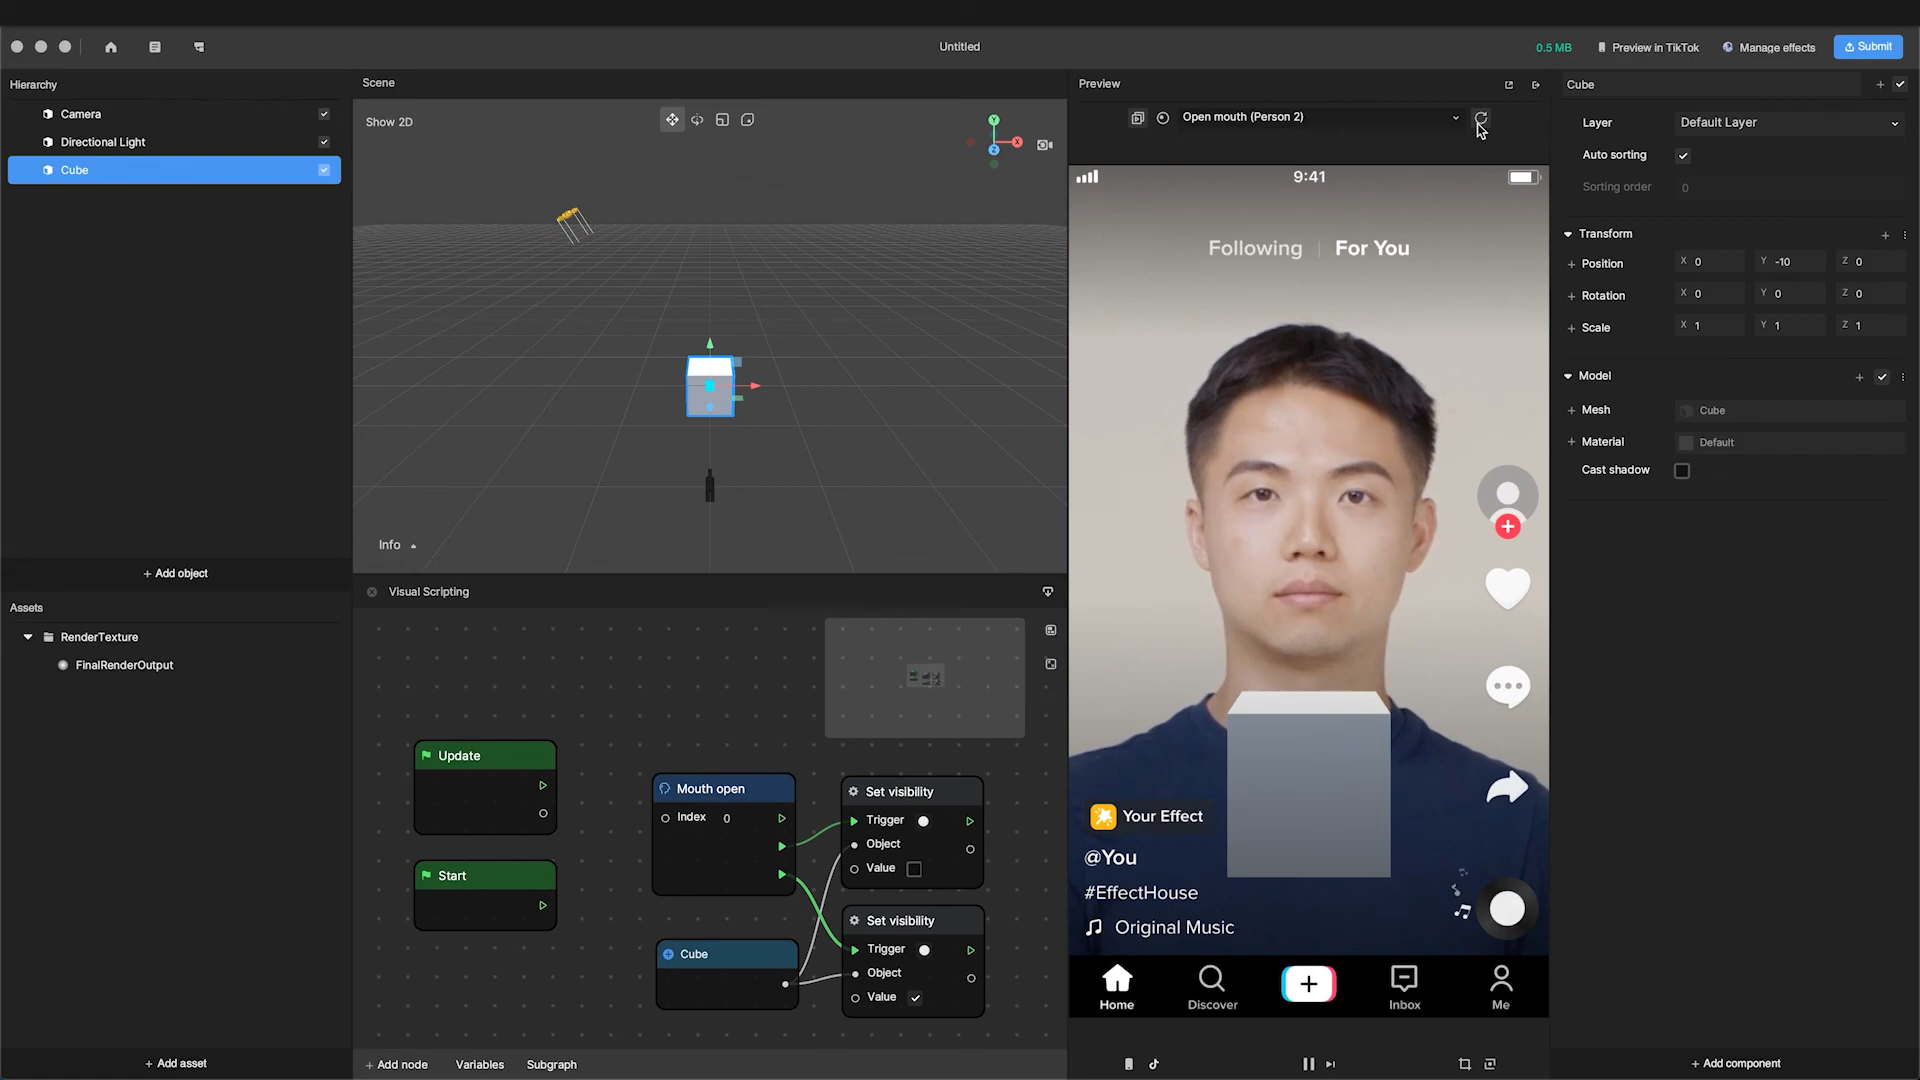 Untitled
0.5 MB
Preview in TikTok
Manage effects
Submit
Hierarchy
Camera
Directional Light
Cube
+ Add object
Assets
RenderTexture
FinalRenderOutput
+ Add asset
Scene
Show 2D
Y
X
Z
Info
Visual Scripting
Update
Start
Mouth open
Index 0
Cube
Set visibility
Trigger
Object
Value
Set visibility
Trigger
Object
Value
+ Add node Variables Subgraph
Preview
Open mouth (Person 2)
9:41
Following | For You
Your Effect
@You
#EffectHouse
Original Music
Home Discover Inbox Me
Cube
Layer Default Layer
Auto sorting
Sorting order 0
Transform
Position X 0 Y -10 Z 0
Rotation X 0 Y 0 Z 0
Scale X 1 Y 1 Z 1
Model
Mesh Cube
Material Default
Cast shadow
+ Add component